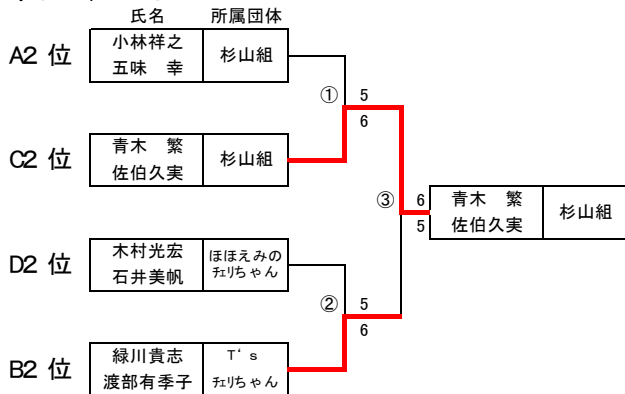 氏名 所属団体
A2 位 小林祥之 杉山組
五味 幸
① 5
6
C2 位 青木 繁 杉山組
佐伯久実
③ 6 青木 繁 杉山組
5 佐伯久実
D2 位 木村光宏 ほほえみの
石井美帆 ﾁｪﾘちゃん
② 5
6
B2 位 緑川貴志 T‘s
渡部有季子 ﾁｪﾘちゃん